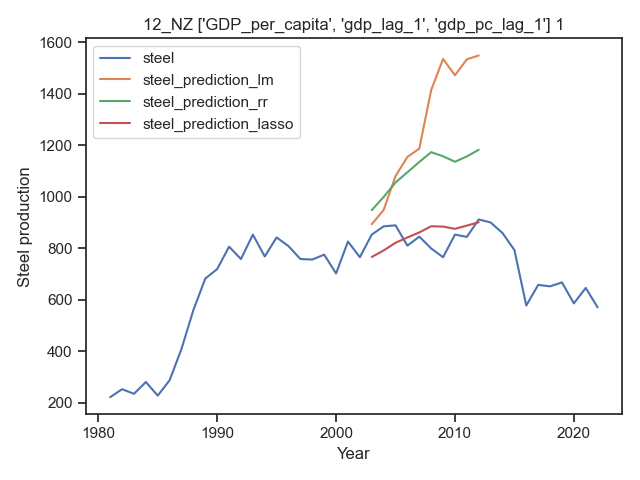 12_NZ ['GDP_per_capita', 'gdp_lag_1', 'gdp_pc_lag_1'] 1
steel
steel_prediction_lm
steel_prediction_rr
steel_prediction_lasso
1600
1400
1200
1000
800
600
400
200
Steel production
1980
1990
2000
2010
2020
Year